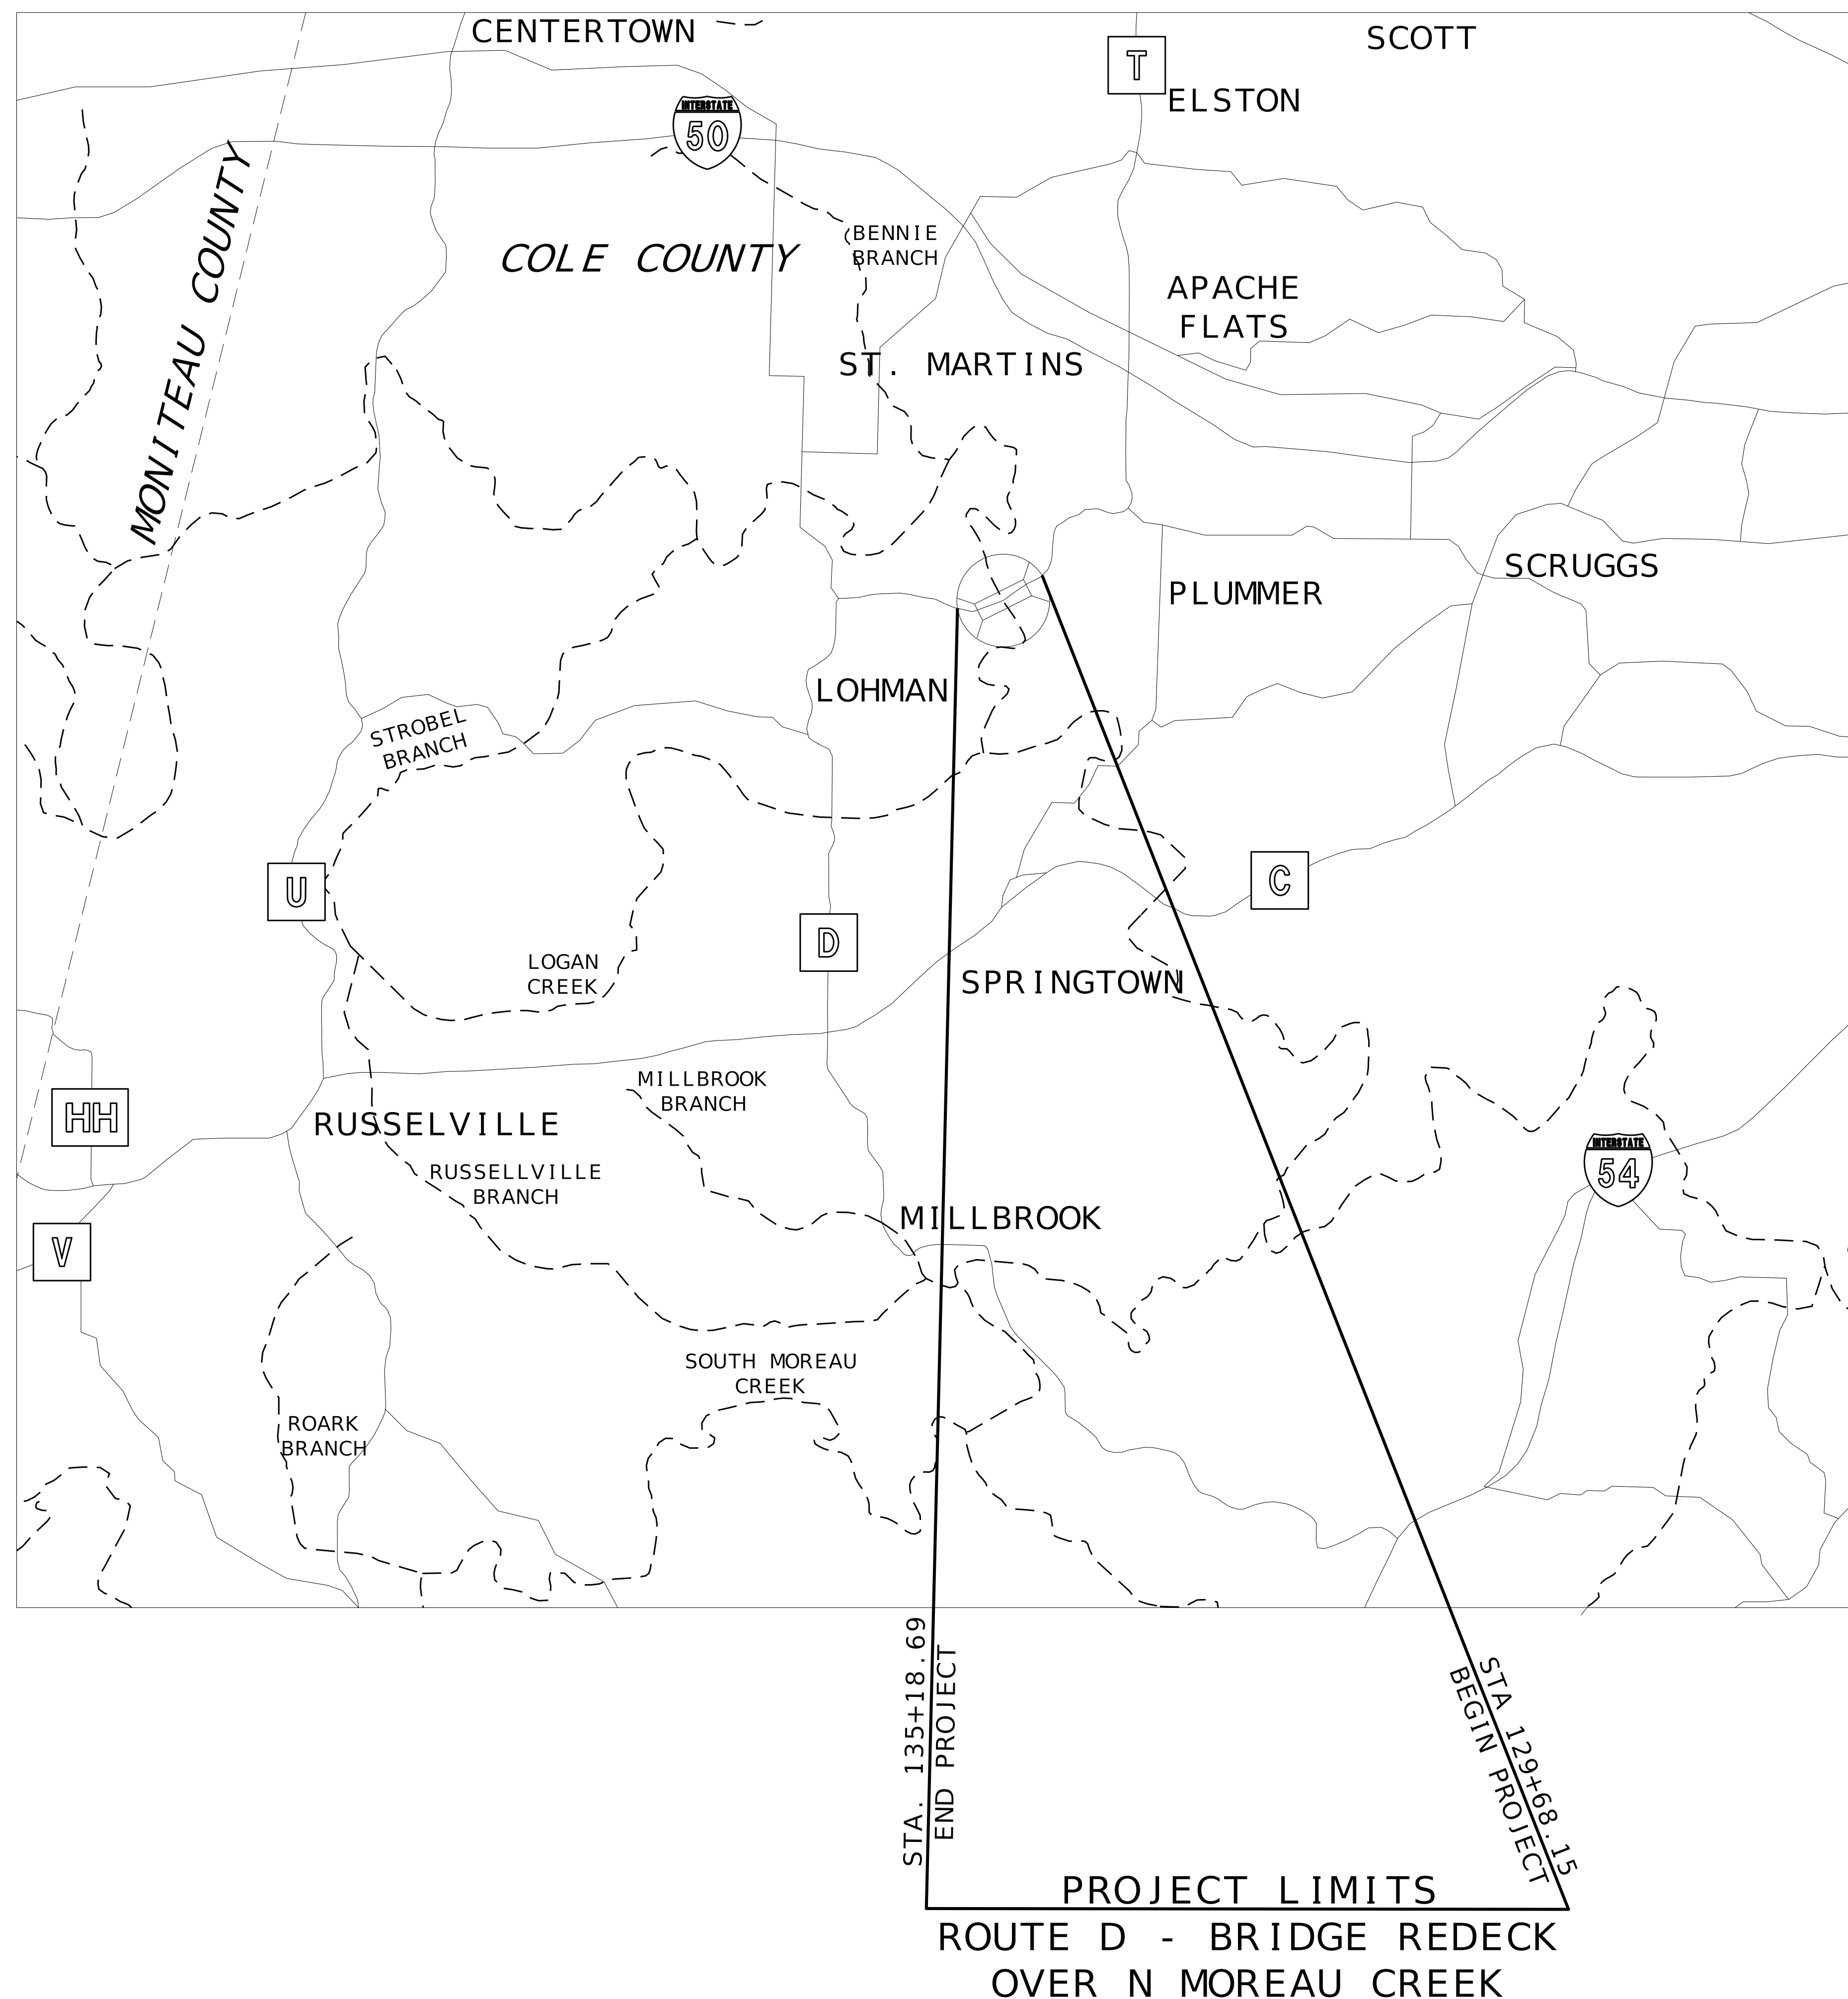 CENTERTOWN
SCOTT
T
ELSTON
INTERSTATE
50
MONITEAU COUNTY
COLE COUNTY
BENNIE
BRANCH
APACHE
FLATS
ST. MARTINS
SCRUGGS
PLUMMER
LOHMAN
STROBEL
BRANCH
U
C
D
LOGAN
CREEK
SPRINGTOWN
HH
MILLBROOK
BRANCH
RUSSELVILLE
INTERSTATE
54
RUSSELLVILLE
BRANCH
MILLBROOK
V
SOUTH MOREAU
CREEK
ROARK
BRANCH
STA. 135+18.69
END PROJECT
STA 129+68.15
BEGIN PROJECT
PROJECT LIMITS
ROUTE D - BRIDGE REDECK
OVER N MOREAU CREEK